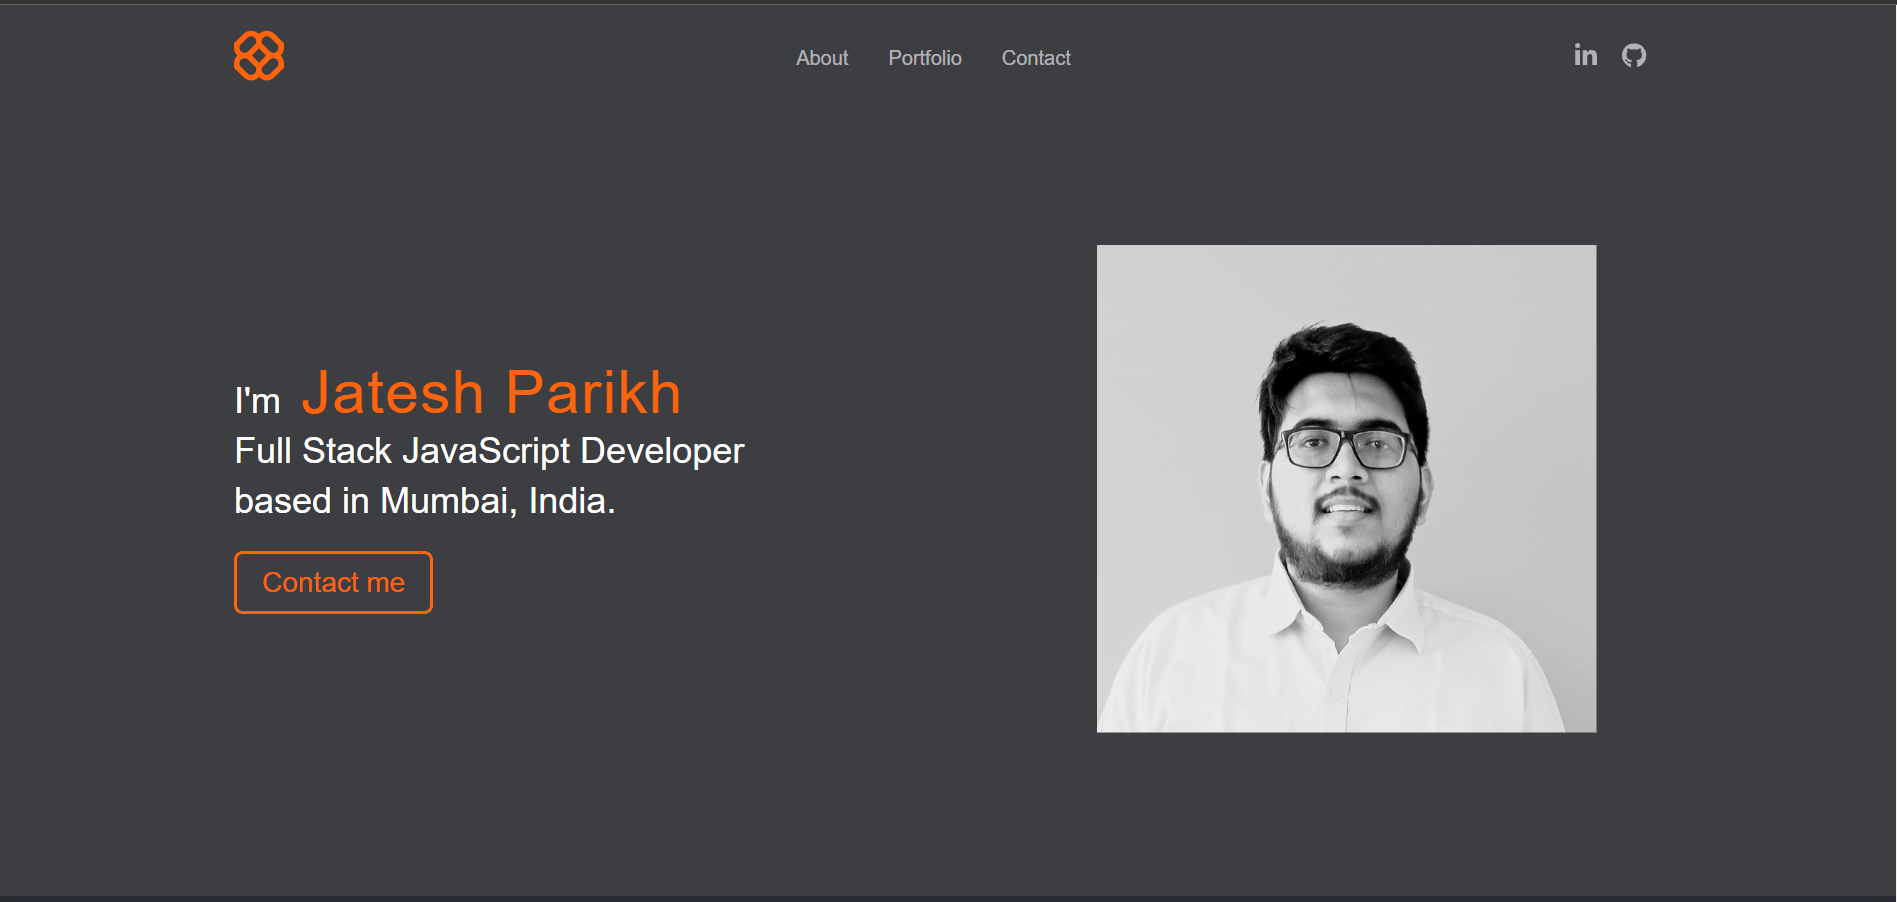 About Portfolio Contact in
I'm Jatesh Parikh
Full Stack JavaScript Developer
based in Mumbai, India.
Contact me